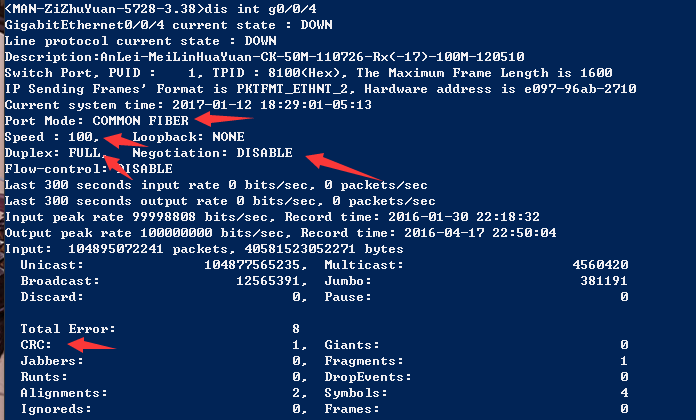 <MAN-ZiZhuYuan-5728-3.38>dis int g0/0/4
GigabitEthernet0/0/4 current state : DOWN
Line protocol current state : DOWN
Description:AnLei-MeiLinHuaYuan-CK-50M-110726-Rx(-17)-100M-120510
Switch Port, PVID :    1, TPID : 8100(Hex), The Maximum Frame Length is 1600
IP Sending Frames' Format is PKTFMT_ETHNT_2, Hardware address is e097-96ab-2710
Current system time: 2017-01-12 18:29:01-05:13
Port Mode: COMMON FIBER
Speed : 100,    Loopback: NONE
Duplex: FULL,   Negotiation: DISABLE
Flow-control: DISABLE
Last 300 seconds input rate 0 bits/sec, 0 packets/sec
Last 300 seconds output rate 0 bits/sec, 0 packets/sec
Input peak rate 99998808 bits/sec, Record time: 2016-01-30 22:18:32
Output peak rate 100000000 bits/sec, Record time: 2016-04-17 22:50:04
Input:  104895072241 packets, 40581523052271 bytes
  Unicast:           104877565235,  Multicast:                     4560420
  Broadcast:             12565391,  Jumbo:                          381191
  Discard:                      0,  Pause:                               0
  Total Error:                  8
  CRC:                          1,  Giants:                              0
  Jabbers:                      0,  Fragments:                           1
  Runts:                        0,  DropEvents:                          0
  Alignments:                   2,  Symbols:                             4
  Ignoreds:                     0,  Frames:                              0